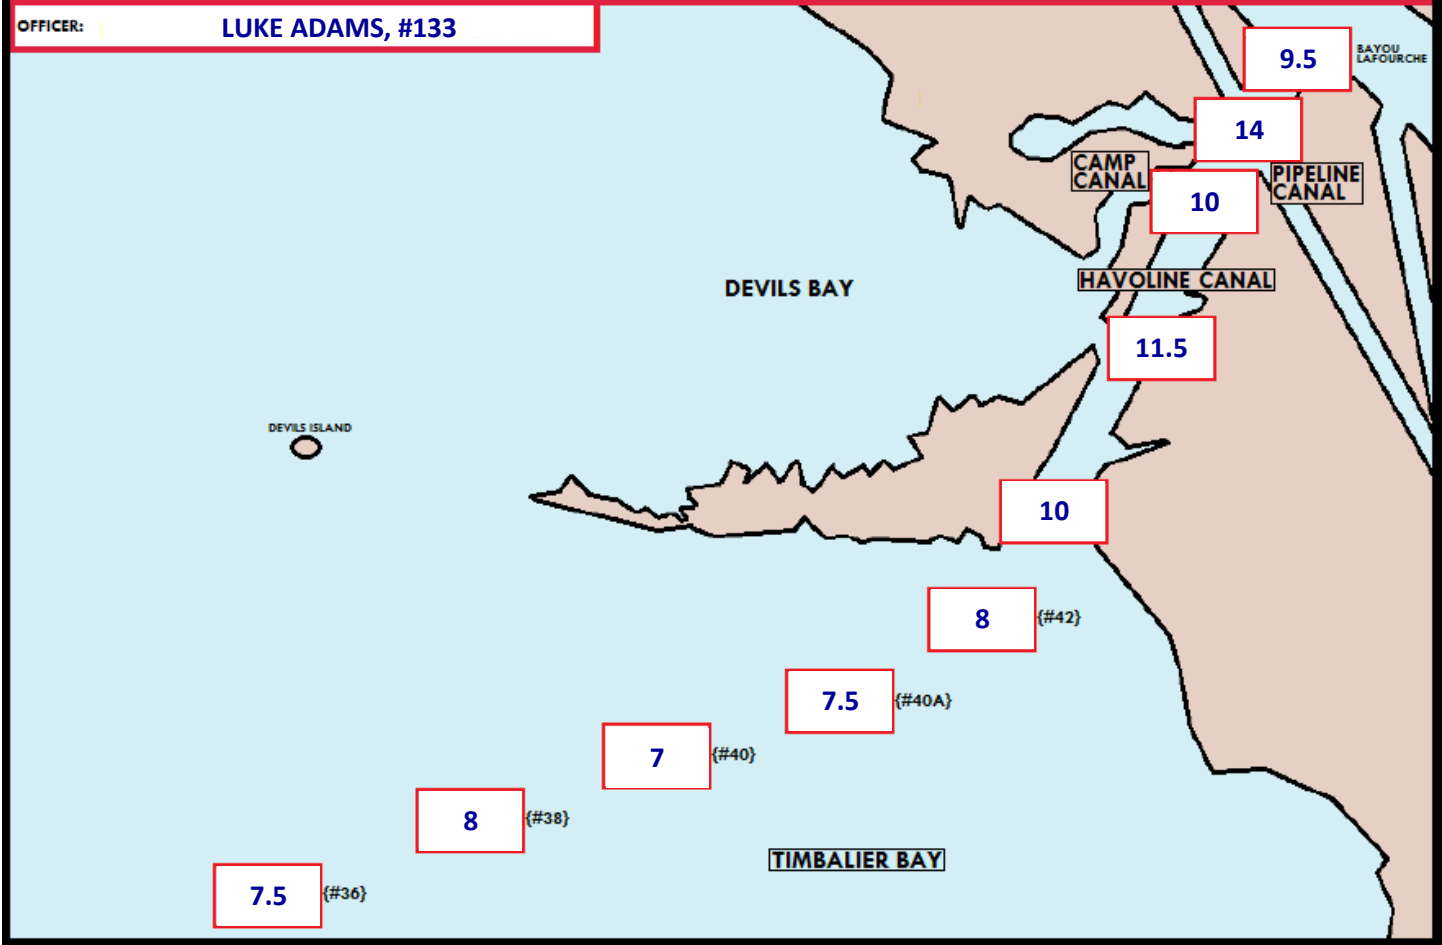 OFFICER: LUKE ADAMS, #133
9.5
BAYOU
LAFOURCHE
14
CAMP
CANAL
PIPELINE
CANAL
10
HAVOLINE CANAL
DEVILS BAY
11.5
DEVILS ISLAND
10
8 {#42}
7.5 {#40A}
7 {#40}
8 {#38}
TIMBALIER BAY
7.5 {#36}